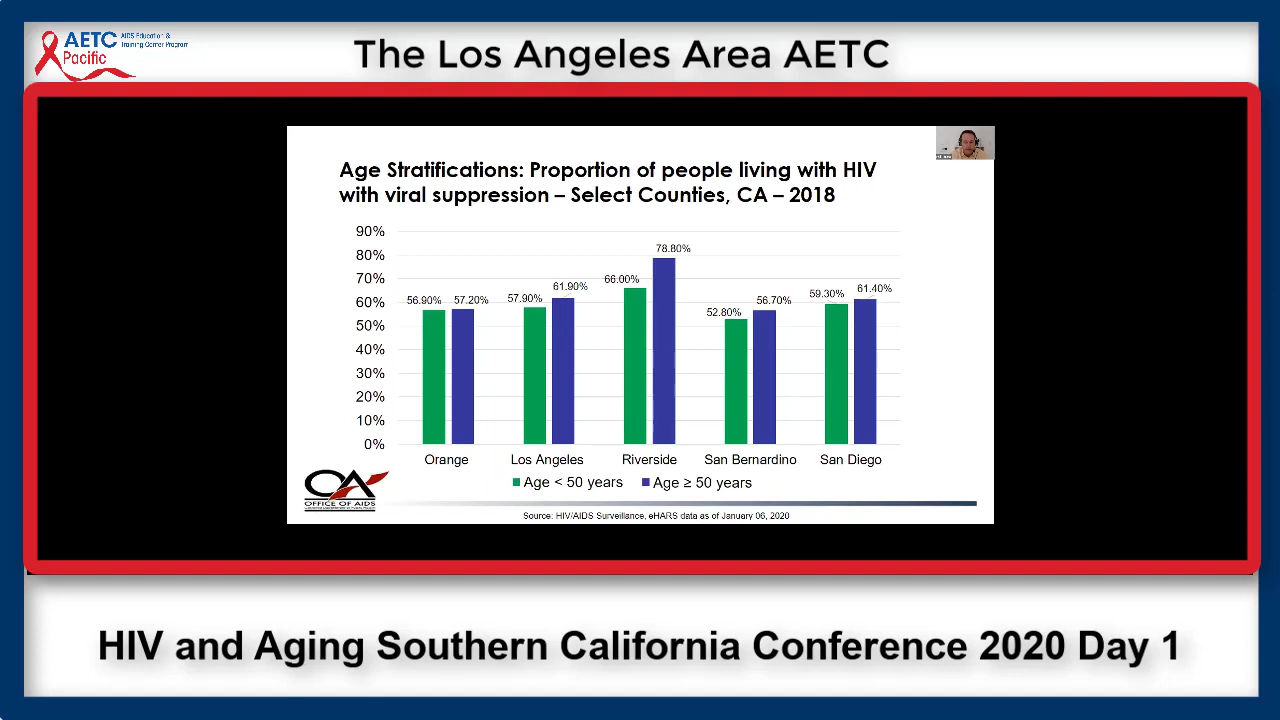 AETC
AIDS Education &
Training Center Program
Pacific
The Los Angeles Area AETC
Age Stratifications: Proportion of people living with HIV
with viral suppression – Select Counties, CA – 2018
90%
80%
70%
60%
50%
40%
30%
20%
10%
0%
56.90%
57.20%
57.90%
61.90%
66.00%
78.80%
52.80%
56.70%
59.30%
61.40%
Orange
Los Angeles
Riverside
San Bernardino
San Diego
Age < 50 years
Age ≥ 50 years
OA
OFFICE OF AIDS
Source: HIV/AIDS Surveillance, eHARS data as of January 06, 2020
HIV and Aging Southern California Conference 2020 Day 1